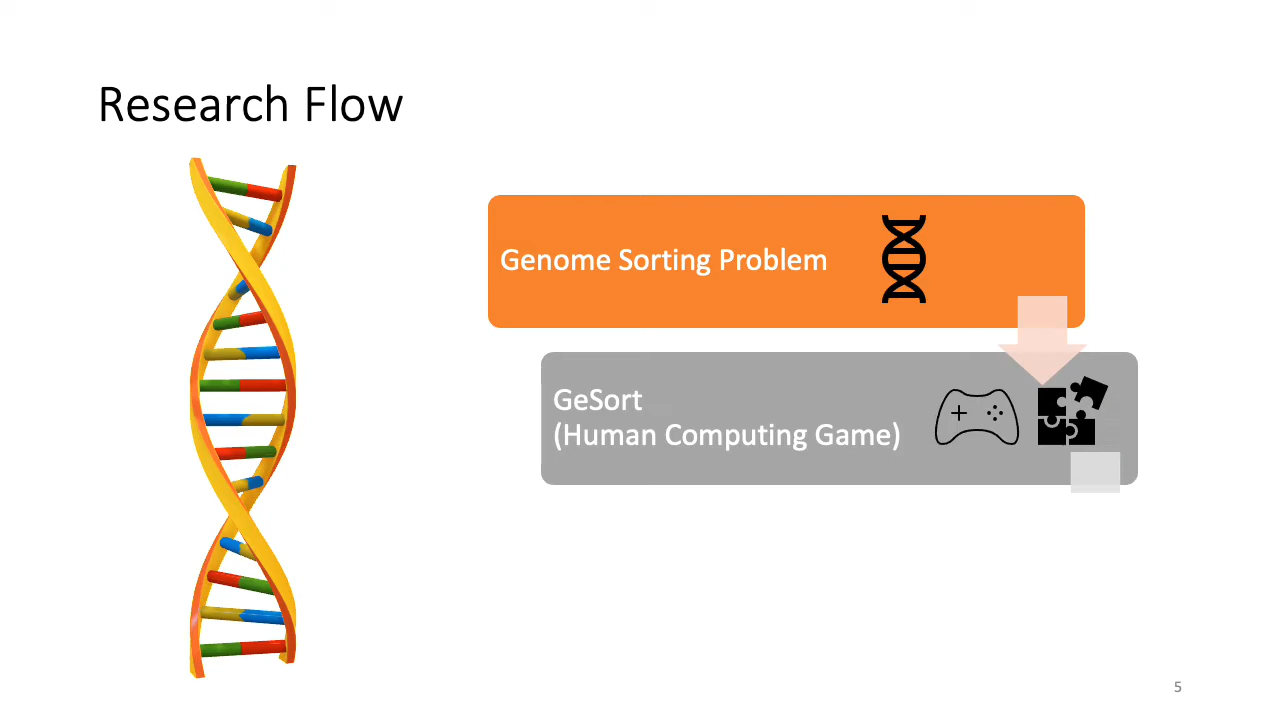 Research Flow
Genome Sorting Problem
GeSort
(Human Computing Game)
5